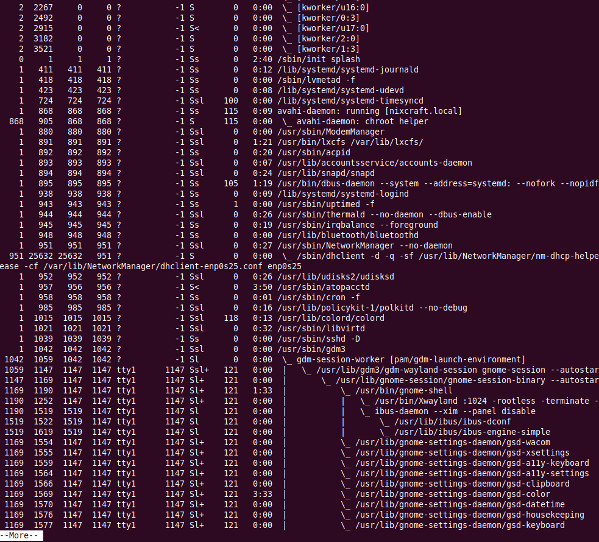 2 2267 0 0 ? -1 S 0 0:00 \_ [kworker/u16:0]
2 2492 0 0 ? -1 S 0 0:00 \_ [kworker/0:3]
2 2915 0 0 ? -1 S< 0 0:00 \_ [kworker/u17:0]
2 3182 0 0 ? -1 S 0 0:00 \_ [kworker/2:0]
2 3521 0 0 ? -1 S 0 0:00 \_ [kworker/1:3]
0 1 1 1 ? -1 Ss 0 2:40 /sbin/init splash
1 411 411 411 ? -1 Ss 0 0:12 /lib/systemd/systemd-journald
1 418 418 418 ? -1 Ss 0 0:00 /sbin/lvmetad -f
1 423 423 423 ? -1 Ss 0 0:08 /lib/systemd/systemd-udevd
1 724 724 724 ? -1 Ssl 100 0:00 /lib/systemd/systemd-timesyncd
1 868 868 868 ? -1 Ss 115 0:09 avahi-daemon: running [nixcraft.local]
868 905 868 868 ? -1 S 115 0:00 \_ avahi-daemon: chroot helper
1 880 880 880 ? -1 Ssl 0 0:00 /usr/sbin/ModemManager
1 891 891 891 ? -1 Ssl 0 1:21 /usr/bin/lxcfs /var/lib/lxcfs/
1 892 892 892 ? -1 Ss 0 0:20 /usr/sbin/acpid
1 893 893 893 ? -1 Ssl 0 0:07 /usr/lib/accountsservice/accounts-daemon
1 894 894 894 ? -1 Ssl 0 0:24 /usr/lib/snapd/snapd
1 895 895 895 ? -1 Ss 105 1:19 /usr/bin/dbus-daemon --system --address=systemd: --nofork --nopidf
1 938 938 938 ? -1 Ss 0 0:09 /lib/systemd/systemd-logind
1 943 943 943 ? -1 Ss 1 0:00 /usr/sbin/uptimed -f
1 944 944 944 ? -1 Ssl 0 0:26 /usr/sbin/thermald --no-daemon --dbus-enable
1 945 945 945 ? -1 Ss 0 0:19 /usr/sbin/irqbalance --foreground
1 948 948 948 ? -1 Ss 0 0:00 /usr/lib/bluetooth/bluetoothd
1 951 951 951 ? -1 Ssl 0 0:27 /usr/sbin/NetworkManager --no-daemon
951 25632 25632 951 ? -1 S 0 0:00 \_ /sbin/dhclient -d -q -sf /usr/lib/NetworkManager/nm-dhcp-helpe
ease -cf /var/lib/NetworkManager/dhclient-enp0s25.conf enp0s25
1 952 952 952 ? -1 Ssl 0 0:26 /usr/lib/udisks2/udisksd
1 957 957 957 ? -1 S< 0 3:50 /usr/sbin/atopacctd
1 958 958 958 ? -1 Ss 0 0:01 /usr/sbin/cron -f
1 985 985 985 ? -1 Ssl 0 0:16 /usr/lib/policykit-1/polkitd --no-debug
1 1015 1015 1015 ? -1 Ssl 118 0:13 /usr/lib/colord/colord
1 1021 1021 1021 ? -1 Ssl 0 0:32 /usr/sbin/libvirtd
1 1039 1039 1039 ? -1 Ss 0 0:00 /usr/sbin/sshd -D
1 1042 1042 1042 ? -1 Ssl 0 0:00 /usr/sbin/gdm3
1042 1059 1042 1042 ? -1 Sl 0 0:00 \_ gdm-session-worker [pam/gdm-launch-environment]
1059 1147 1147 1147 tty1 1147 Ssl+ 121 0:00 | \_ /usr/lib/gdm3/gdm-wayland-session gnome-session --autostar
1147 1169 1147 1147 tty1 1147 Sl+ 121 0:00 | \_ /usr/lib/gnome-session/gnome-session-binary --autostar
1169 1190 1147 1147 tty1 1147 Sl+ 121 1:33 | \_ /usr/bin/gnome-shell
1190 1252 1147 1147 tty1 1147 Sl+ 121 0:00 | | \_ /usr/bin/Xwayland :1024 -rootless -terminate -
1190 1519 1519 1147 tty1 1147 Sl 121 0:00 | | \_ ibus-daemon --xim --panel disable
1519 1522 1519 1147 tty1 1147 Sl 121 0:00 | | \_ /usr/lib/ibus/ibus-dconf
1519 1619 1519 1147 tty1 1147 Sl 121 0:00 | | \_ /usr/lib/ibus/ibus-engine-simple
1169 1554 1147 1147 tty1 1147 Sl+ 121 0:00 | \_ /usr/lib/gnome-settings-daemon/gsd-wacom
1169 1555 1147 1147 tty1 1147 Sl+ 121 0:00 | \_ /usr/lib/gnome-settings-daemon/gsd-xsettings
1169 1559 1147 1147 tty1 1147 Sl+ 121 0:00 | \_ /usr/lib/gnome-settings-daemon/gsd-a11y-keyboard
1169 1564 1147 1147 tty1 1147 Sl+ 121 0:00 | \_ /usr/lib/gnome-settings-daemon/gsd-a11y-settings
1169 1566 1147 1147 tty1 1147 Sl+ 121 0:00 | \_ /usr/lib/gnome-settings-daemon/gsd-clipboard
1169 1569 1147 1147 tty1 1147 Sl+ 121 3:33 | \_ /usr/lib/gnome-settings-daemon/gsd-color
1169 1570 1147 1147 tty1 1147 Sl+ 121 0:00 | \_ /usr/lib/gnome-settings-daemon/gsd-datetime
1169 1576 1147 1147 tty1 1147 Sl+ 121 0:00 | \_ /usr/lib/gnome-settings-daemon/gsd-housekeeping
1169 1577 1147 1147 tty1 1147 Sl+ 121 0:00 | \_ /usr/lib/gnome-settings-daemon/gsd-keyboard
--More--